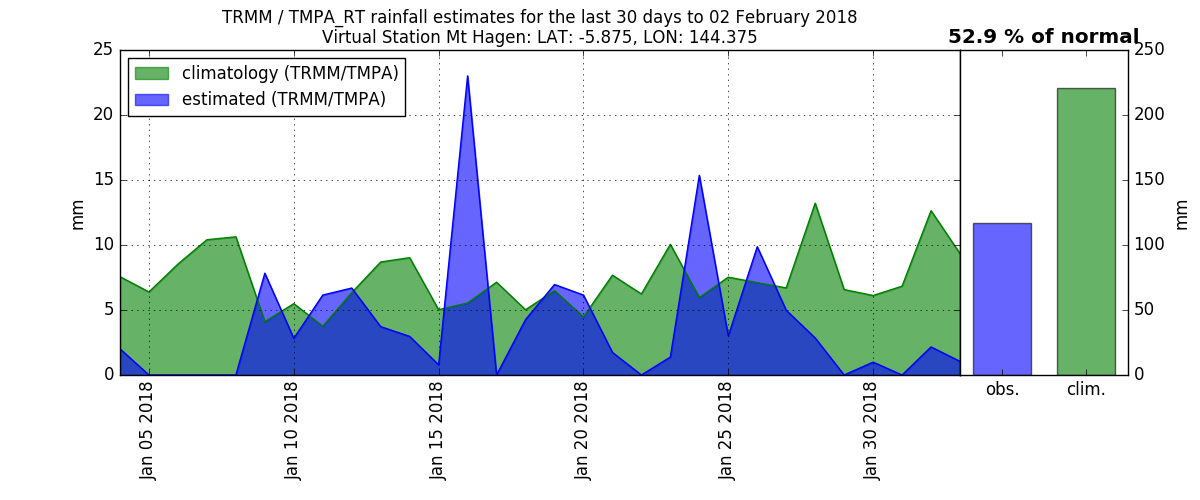 TRMM / TMPA_RT rainfall estimates for the last 30 days to 02 February 2018
Virtual Station Mt Hagen: LAT: -5.875, LON: 144.375
52.9 % of normal
climatology (TRMM/TMPA)
estimated (TRMM/TMPA)
25
20
15
10
5
0
mm
250
200
150
100
50
0
mm
Jan 05 2018
Jan 10 2018
Jan 15 2018
Jan 20 2018
Jan 25 2018
Jan 30 2018
obs.
clim.